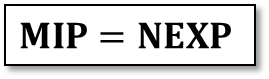 MIP = NEXP